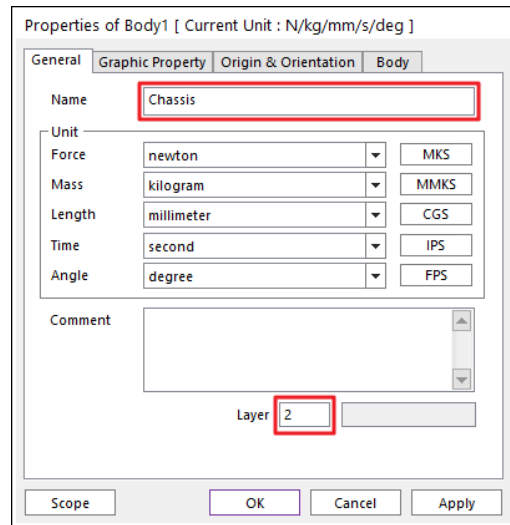 Properties of Body1 [ Current Unit : N/kg/mm/s/deg ]
General Graphic Property Origin & Orientation Body
Name Chassis
Unit
Force newton MKS
Mass kilogram MMKS
Length millimeter CGS
Time second IPS
Angle degree FPS
Comment
Layer 2
Scope OK Cancel Apply